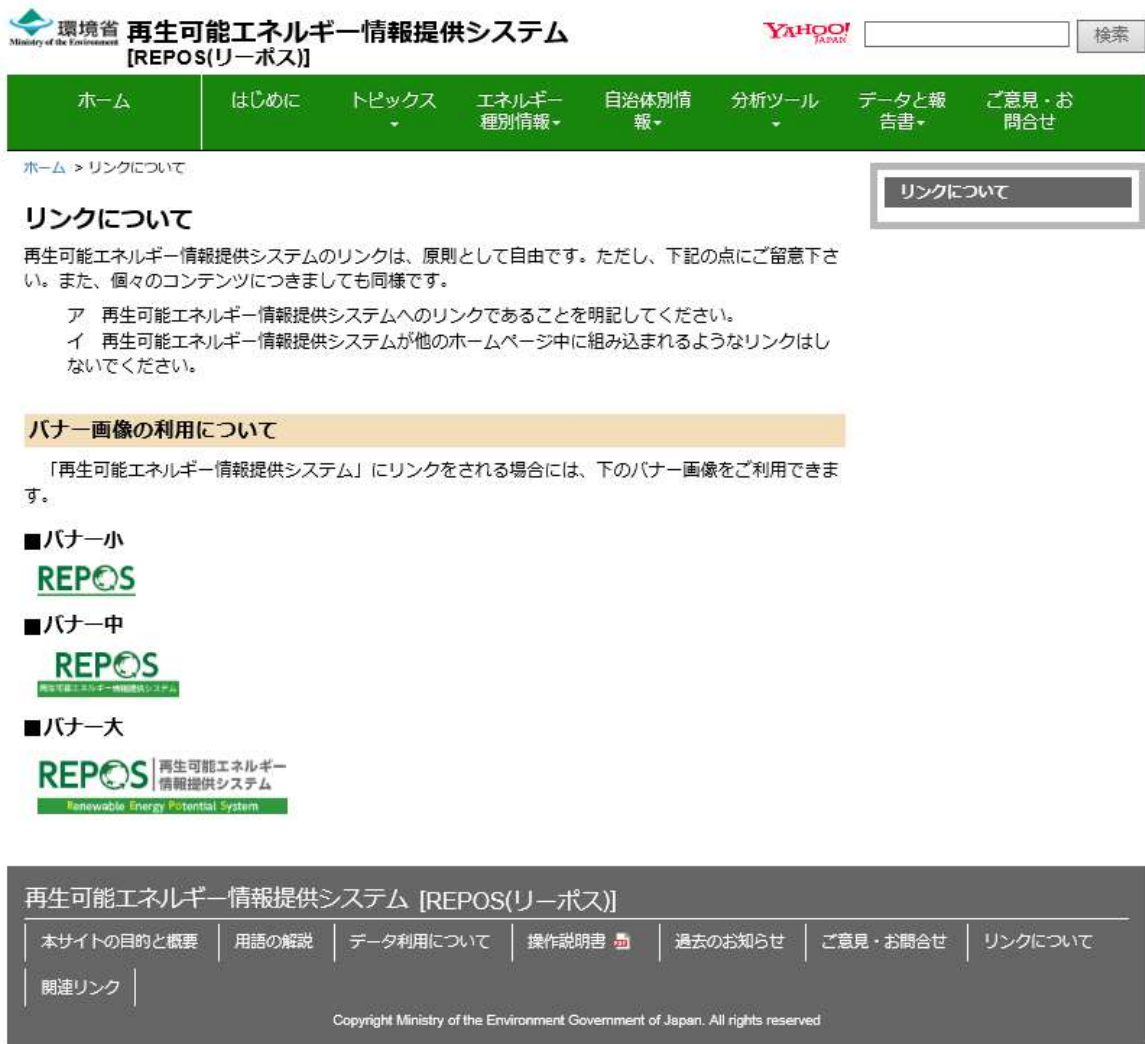 環境省
Ministry of the Environment
再生可能エネルギー情報提供システム
[REPOS(リーポス)]
YAHOO!
JAPAN
検索
ホーム
はじめに
トピックス
エネルギー
種別情報
自治体別情
報
分析ツール
データと報
告書
ご意見・お
問合せ
ホーム > リンクについて
リンクについて
リンクについて
再生可能エネルギー情報提供システムのリンクは、原則として自由です。ただし、下記の点にご留意下さ
い。また、個々のコンテンツにつきましても同様です。
ア 再生可能エネルギー情報提供システムへのリンクであることを明記してください。
イ 再生可能エネルギー情報提供システムが他のホームページ中に組み込まれるようなリンクはし
ないでください。
バナー画像の利用について
「再生可能エネルギー情報提供システム」にリンクをされる場合には、下のバナー画像をご利用できま
す。
■バナー小
REPOS
■バナー中
REPOS
再生可能エネルギー情報提供システム
■バナー大
REPOS
再生可能エネルギー
情報提供システム
Renewable Energy Potential System
再生可能エネルギー情報提供システム [REPOS(リーポス)]
本サイトの目的と概要
用語の解説
データ利用について
操作説明書
過去のお知らせ
ご意見・お問合せ
リンクについて
関連リンク
Copyright Ministry of the Environment Government of Japan. All rights reserved